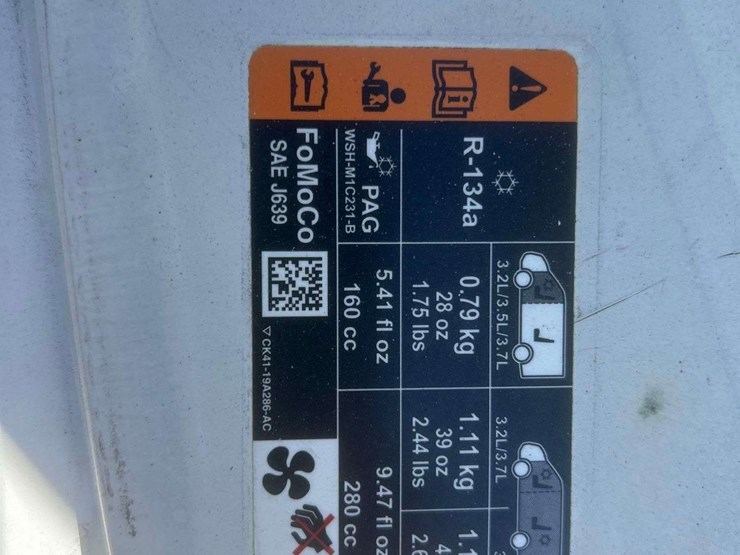 3.2L/3.5L/3.7L
3.2L/3.7L
R-134a
0.79 kg
28 oz
1.75 lbs
1.11 kg
39 oz
2.44 lbs
PAG
WSH-M1C231-B
5.41 fl oz
160 cc
9.47 fl oz
280 cc
FoMoCo
SAE J639
CK41-19A286-AC